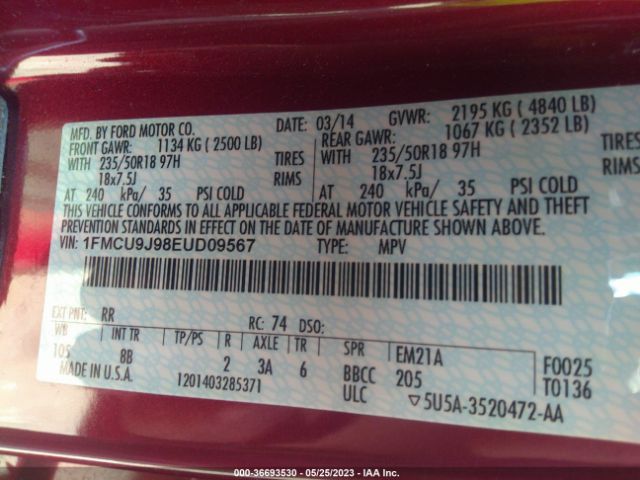 MFD. BY FORD MOTOR CO. DATE: 03/14 GVWR: 2195 KG ( 4840 LB)
FRONT GAWR: 1134 KG ( 2500 LB) REAR GAWR: 1067 KG ( 2352 LB)
WITH 235/50R18 97H TIRES WITH 235/50R18 97H TIRES
18x7.5J RIMS 18x7.5J RIMS
AT 240 kPa/ 35 PSI COLD AT 240 kPa/ 35 PSI COLD
THIS VEHICLE CONFORMS TO ALL APPLICABLE FEDERAL MOTOR VEHICLE SAFETY AND THEFT
PREVENTION STANDARDS IN EFFECT ON THE DATE OF MANUFACTURE SHOWN ABOVE.
VIN: 1FMCU9J98EUD09567 TYPE: MPV
EXT PNT: RR RC: 74 DSO:
WB INT TR TP/PS R AXLE TR SPR EM21A F0025
105 8B 2 3A 6 BBCC 205 T0136
MADE IN U.S.A. 1201403285371 ULC ▽5U5A-3520472-AA
© - 36693530 - 05/25/2023 - IAA Inc.